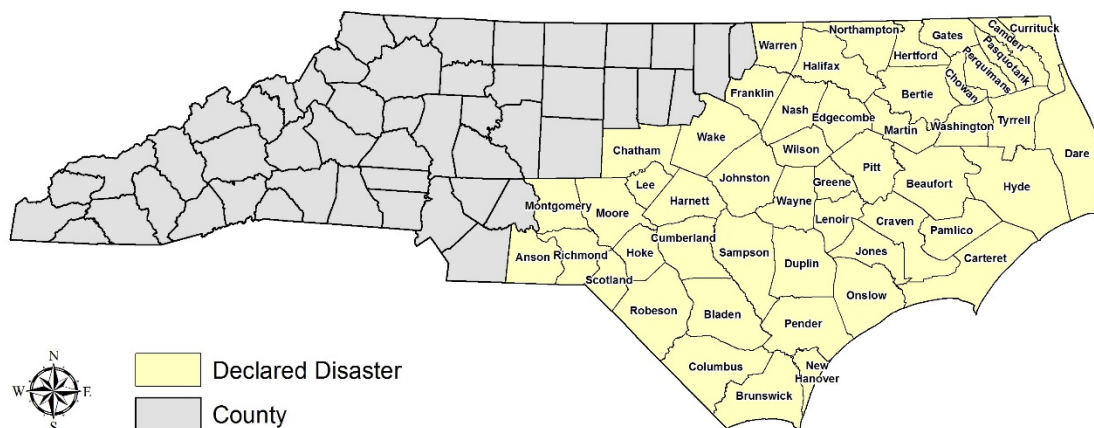 Warren
Northampton
Gates
Camden
Currituck
Pasquotank
Perquimans
Hertford
Halifax
Franklin
Bertie
Chowan
Nash
Edgecombe
Martin
Washington
Tyrrell
Dare
Wake
Wilson
Chatham
Pitt
Beaufort
Hyde
Johnston
Greene
Lee
Harnett
Wayne
Montgomery
Moore
Lenoir
Craven
Pamlico
Cumberland
Sampson
Jones
Carteret
Anson
Richmond
Hoke
Duplin
Scotland
Onslow
Robeson
Bladen
Pender
Columbus
New
Hanover
Brunswick
N
W
E
S
Declared Disaster
County